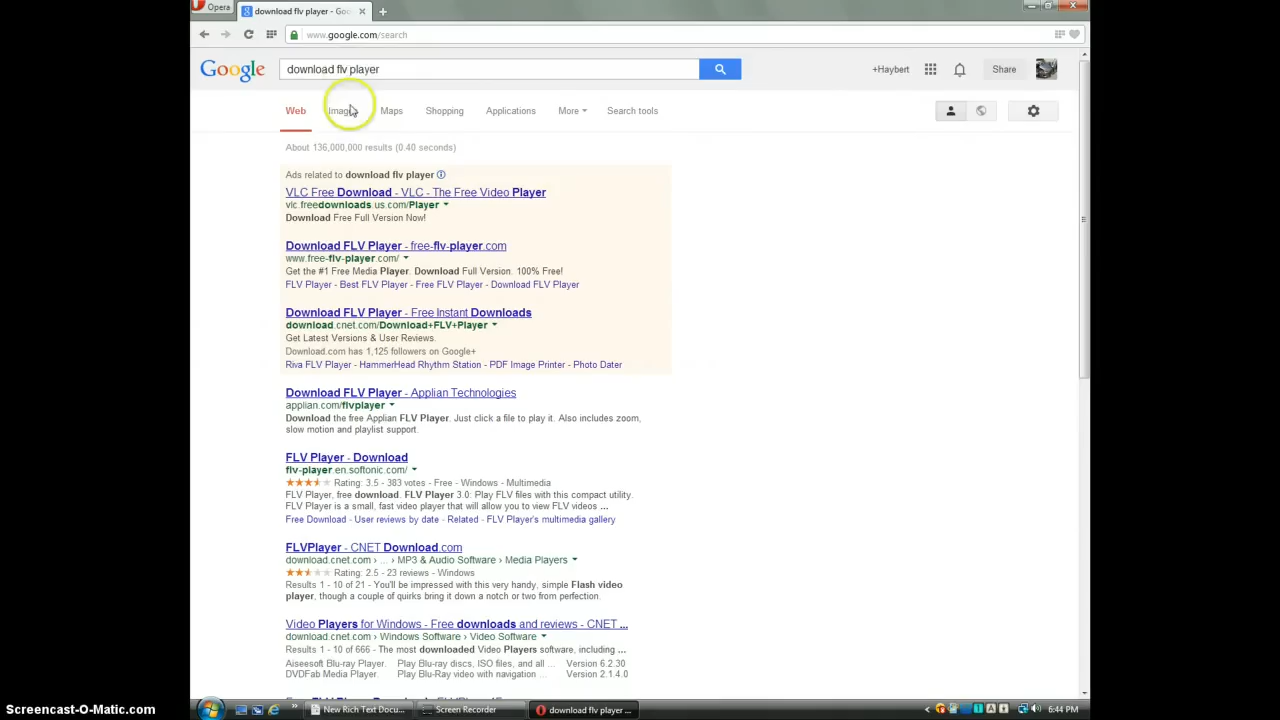 Opera
download flv player - Goo
www.google.com/search
Google
download flv player
+Haybert
Share
Web
Images
Maps
Shopping
Applications
More
Search tools
About 136,000,000 results (0.40 seconds)
Ads related to download flv player
VLC Free Download - VLC - The Free Video Player
vlc.freedownloads.us.com/Player
Download Free Full Version Now!
Download FLV Player - free-flv-player.com
www.free-flv-player.com/
Get the #1 Free Media Player. Download Full Version. 100% Free!
FLV Player - Best FLV Player - Free FLV Player - Download FLV Player
Download FLV Player - Free Instant Downloads
download.cnet.com/Download+FLV+Player
Get Latest Versions & User Reviews.
Download.com has 1,125 followers on Google+
Riva FLV Player - HammerHead Rhythm Station - PDF Image Printer - Photo Dater
Download FLV Player - Applian Technologies
applian.com/flvplayer
Download the free Applian FLV Player. Just click a file to play it. Also includes zoom,
slow motion and playlist support.
FLV Player - Download
flv-player.en.softonic.com/
Rating: 3.5 - 383 votes - Free - Windows - Multimedia
FLV Player, free download. FLV Player 3.0: Play FLV files with this compact utility.
FLV Player is a small, fast video player that will allow you to view FLV videos ...
Free Download - User reviews by date - Related - FLV Player's multimedia gallery
FLVPlayer - CNET Download.com
download.cnet.com › ... › MP3 & Audio Software › Media Players
Rating: 2.5 - 23 reviews - Windows
Results 1 - 10 of 21 - You'll be impressed with this very handy, simple Flash video
player, though a couple of quirks bring it down a notch or two from perfection.
Video Players for Windows - Free downloads and reviews - CNET ...
download.cnet.com › Windows Software › Video Software
Results 1 - 10 of 666 - The most downloaded Video Players software, including ...
Aiseesoft Blu-ray Player. Play Blu-ray discs, ISO files, and all ... Version 6.2.30
DVDFab Media Player. Play Blu-Ray video with navigation ... Version 2.1.4.0
Screencast-O-Matic.com
New Rich Text Docu...
Screen Recorder
download flv player ...
6:44 PM